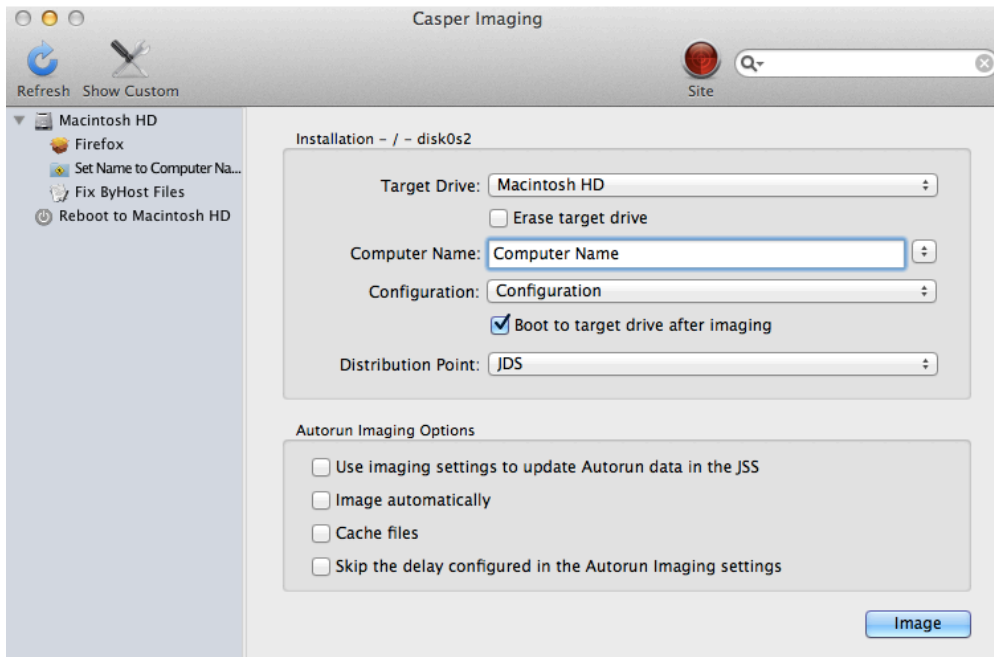 Casper Imaging
Refresh Show Custom
Site
Macintosh HD
Firefox
Set Name to Computer Na...
Fix ByHost Files
Reboot to Macintosh HD
Installation - / - disk0s2
Target Drive: Macintosh HD
Erase target drive
Computer Name: Computer Name
Configuration: Configuration
Boot to target drive after imaging
Distribution Point: JDS
Autorun Imaging Options
Use imaging settings to update Autorun data in the JSS
Image automatically
Cache files
Skip the delay configured in the Autorun Imaging settings
Image